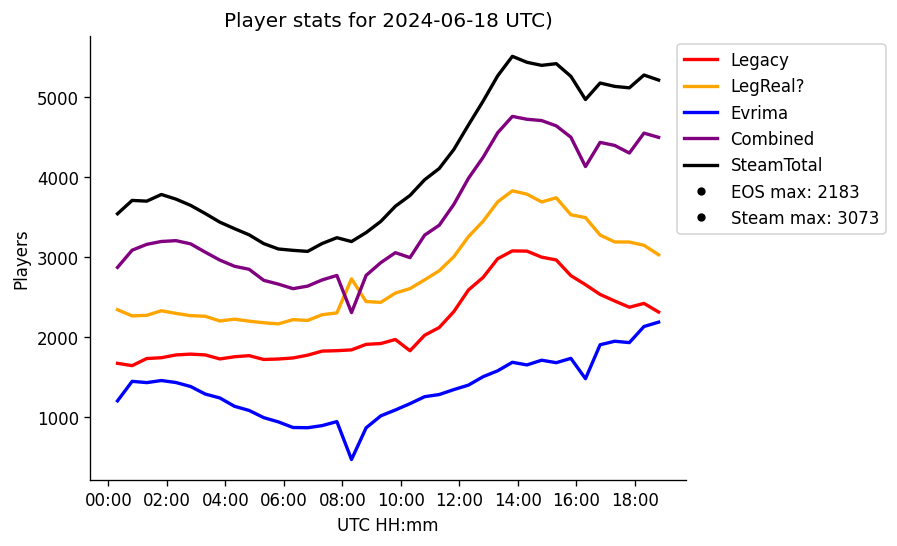 Player stats for 2024-06-18 UTC)
Legacy
LegReal?
Evrima
Combined
SteamTotal
EOS max: 2183
Steam max: 3073
Players
5000
4000
3000
2000
1000
00:00 02:00 04:00 06:00 08:00 10:00 12:00 14:00 16:00 18:00
UTC HH:mm